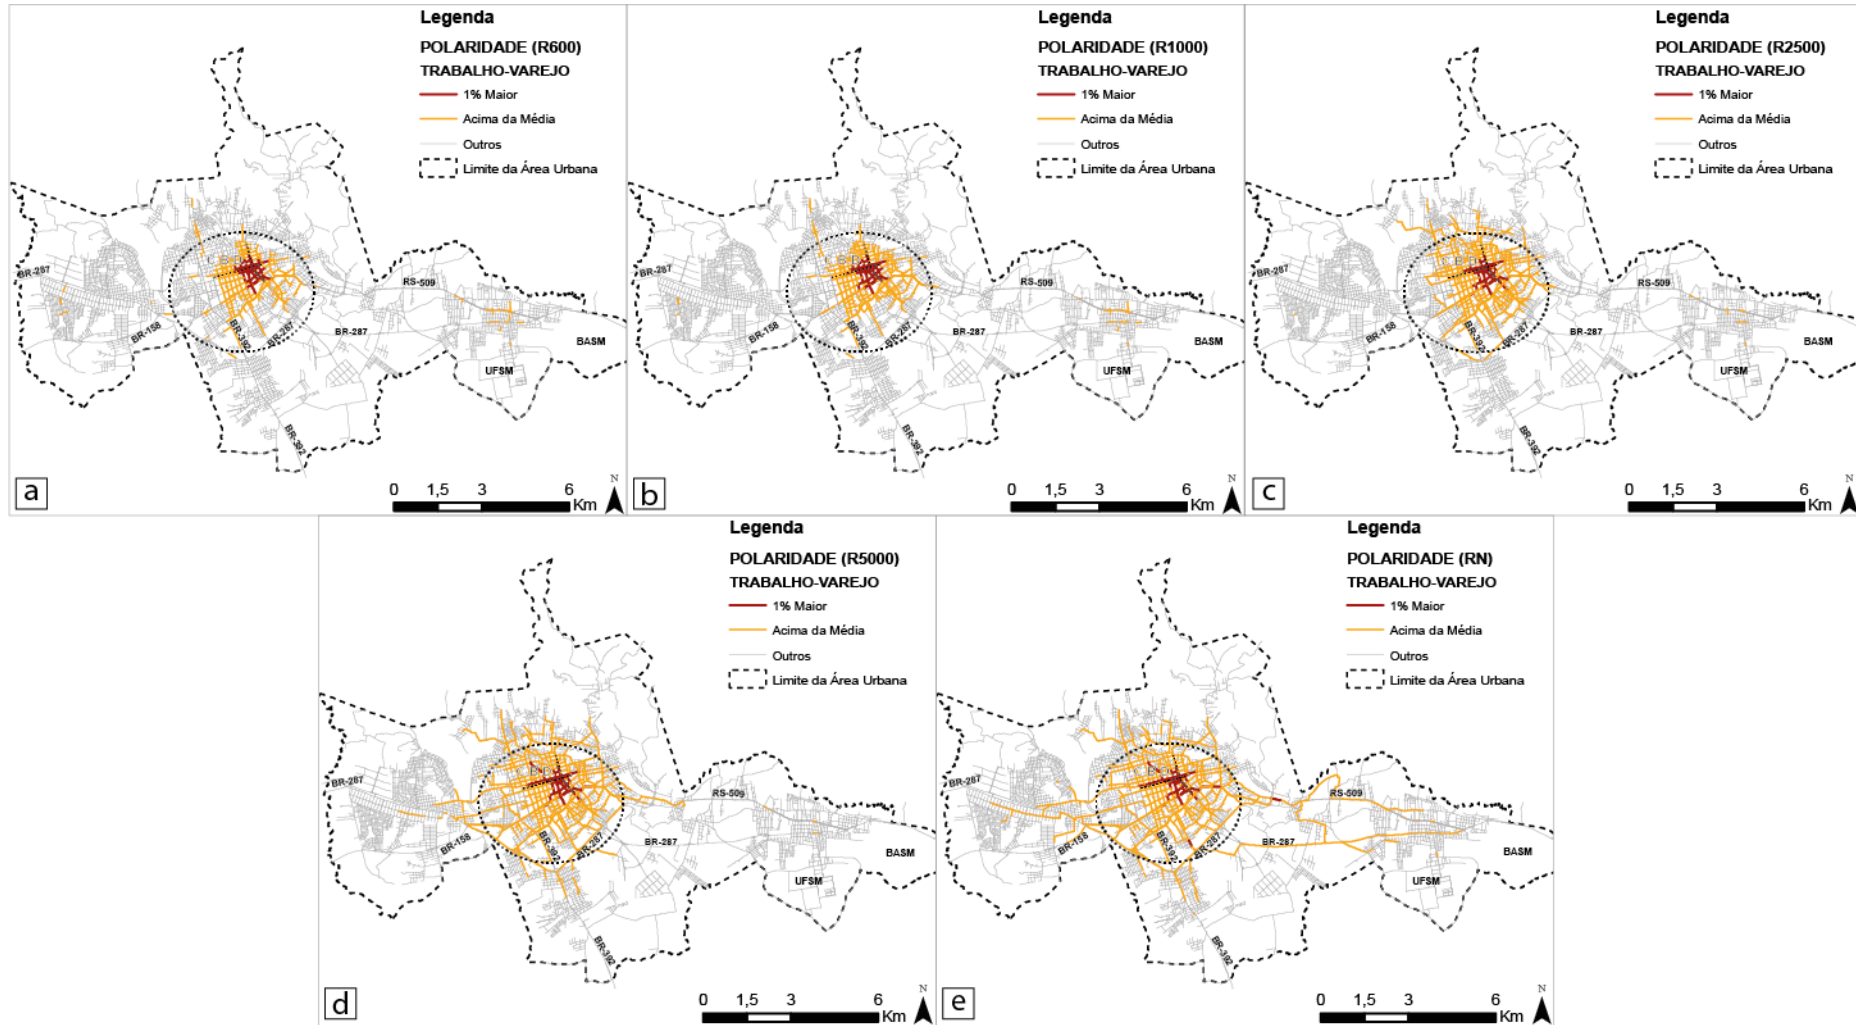 Legenda
POLARIDADE (R600)
TRABALHO-VAREJO
1% Maior
Acima da Média
Outros
Limite da Área Urbana
BR-287
RS-509
BR-158
BR-392
BR-287
BR-287
BASM
UFSM
BR-392
a
0 1,5 3 6
Km
N
Legenda
POLARIDADE (R1000)
TRABALHO-VAREJO
1% Maior
Acima da Média
Outros
Limite da Área Urbana
BR-287
RS-509
BR-158
BR-392
BR-287
BR-287
BASM
UFSM
BR-392
b
0 1,5 3 6
Km
N
Legenda
POLARIDADE (R2500)
TRABALHO-VAREJO
1% Maior
Acima da Média
Outros
Limite da Área Urbana
BR-287
RS-509
BR-158
BR-392
BR-287
BR-287
BASM
UFSM
BR-392
c
0 1,5 3 6
Km
N
Legenda
POLARIDADE (R5000)
TRABALHO-VAREJO
1% Maior
Acima da Média
Outros
Limite da Área Urbana
BR-287
RS-509
BR-158
BR-392
BR-287
BR-287
BASM
UFSM
BR-392
d
0 1,5 3 6
Km
N
Legenda
POLARIDADE (RN)
TRABALHO-VAREJO
1% Maior
Acima da Média
Outros
Limite da Área Urbana
BR-287
RS-509
BR-158
BR-392
BR-287
BR-287
BASM
UFSM
BR-392
e
0 1,5 3 6
Km
N